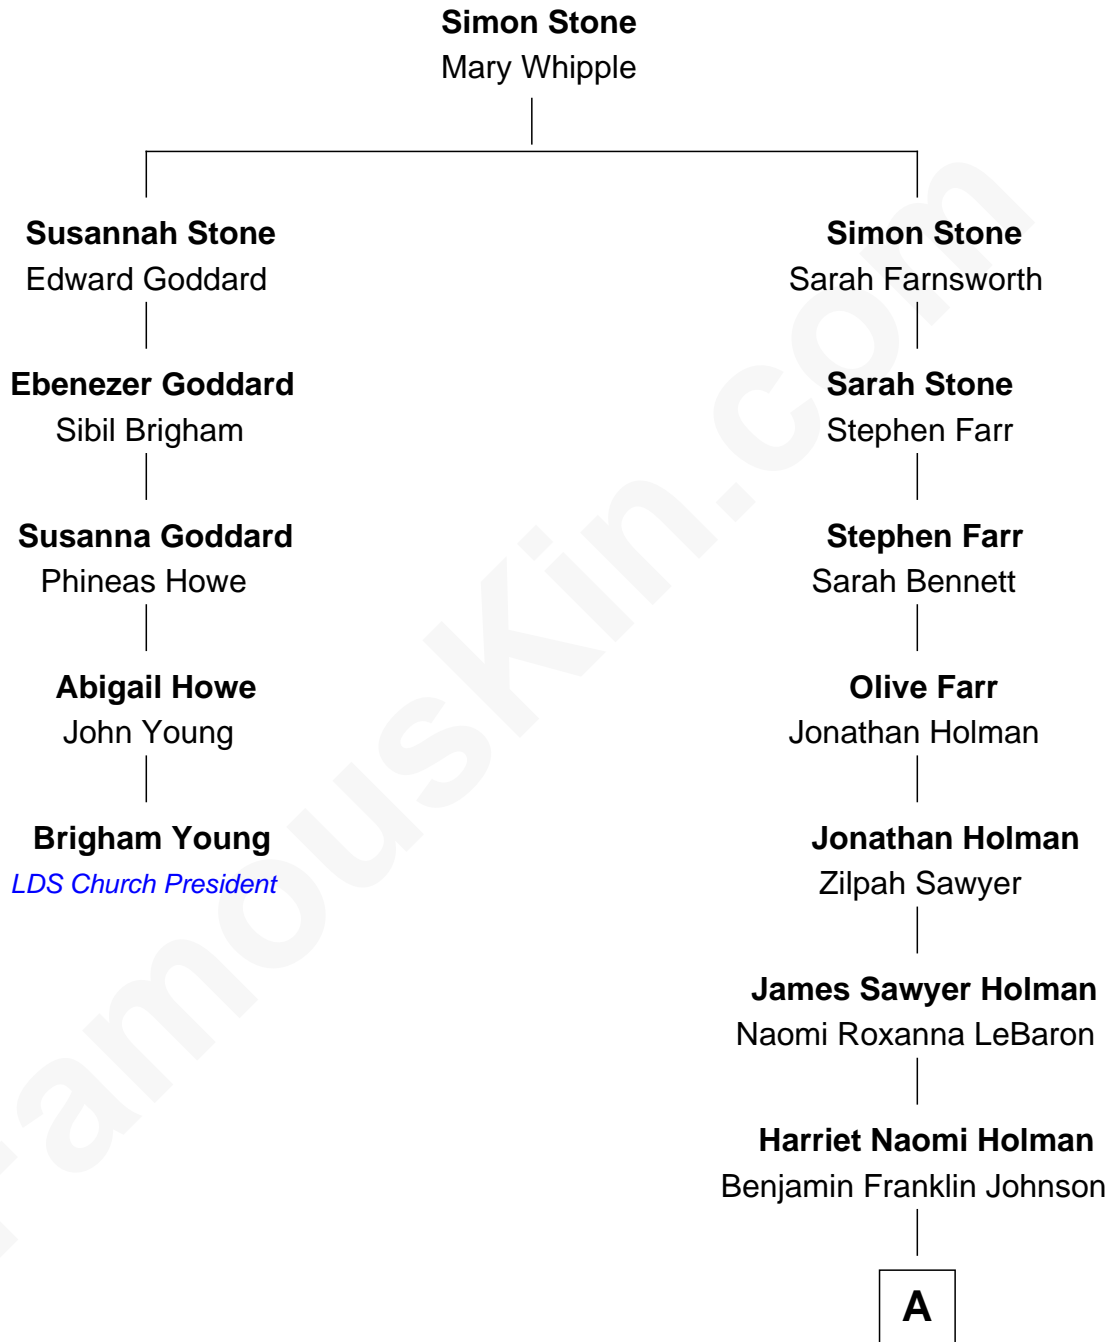 Simon Stone
Mary Whipple
Susannah Stone
Edward Goddard
Ebenezer Goddard
Sibil Brigham
Susanna Goddard
Phineas Howe
Abigail Howe
John Young
Brigham Young
LDS Church President
Simon Stone
Sarah Farnsworth
Sarah Stone
Stephen Farr
Stephen Farr
Sarah Bennett
Olive Farr
Jonathan Holman
Jonathan Holman
Zilpah Sawyer
James Sawyer Holman
Naomi Roxanna LeBaron
Harriet Naomi Holman
Benjamin Franklin Johnson
A
FamousKin.com